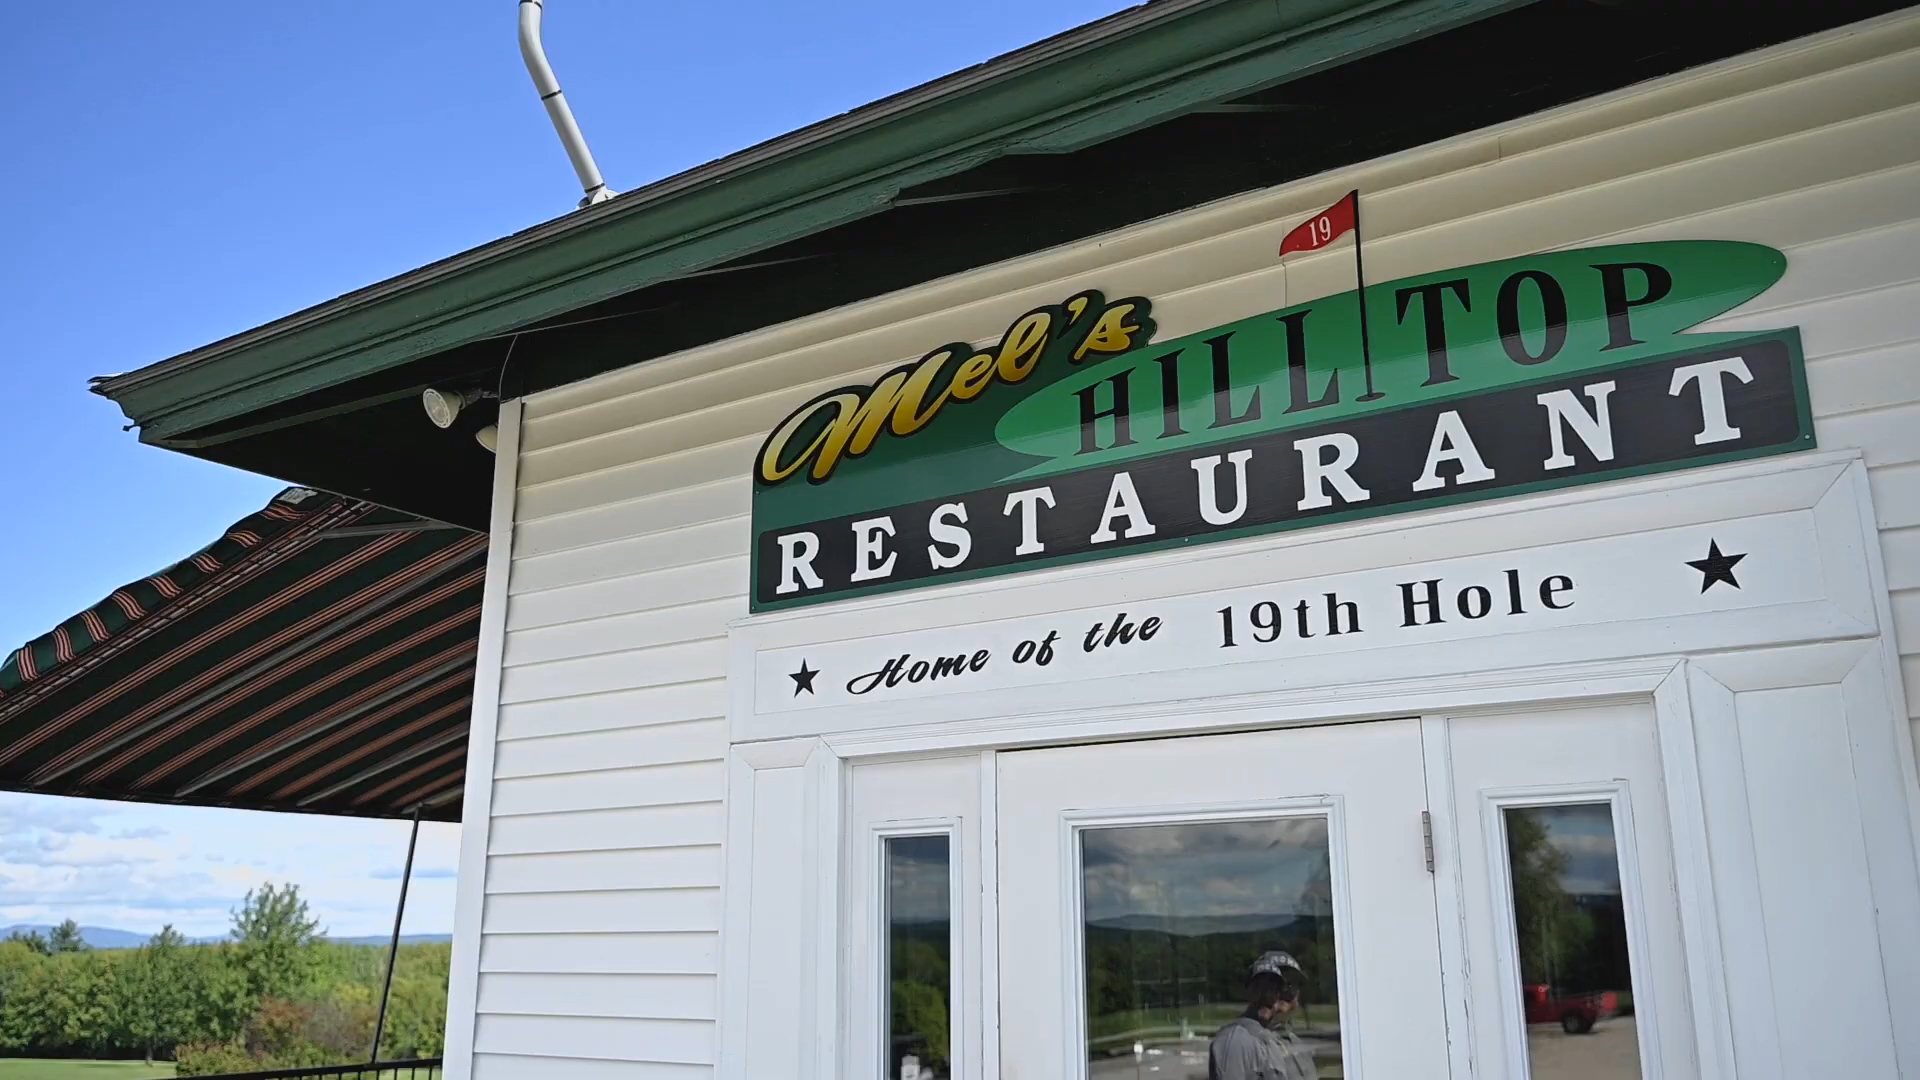 19
Mel's
HILLTOP
RESTAURANT
★ Home of the 19th Hole ★